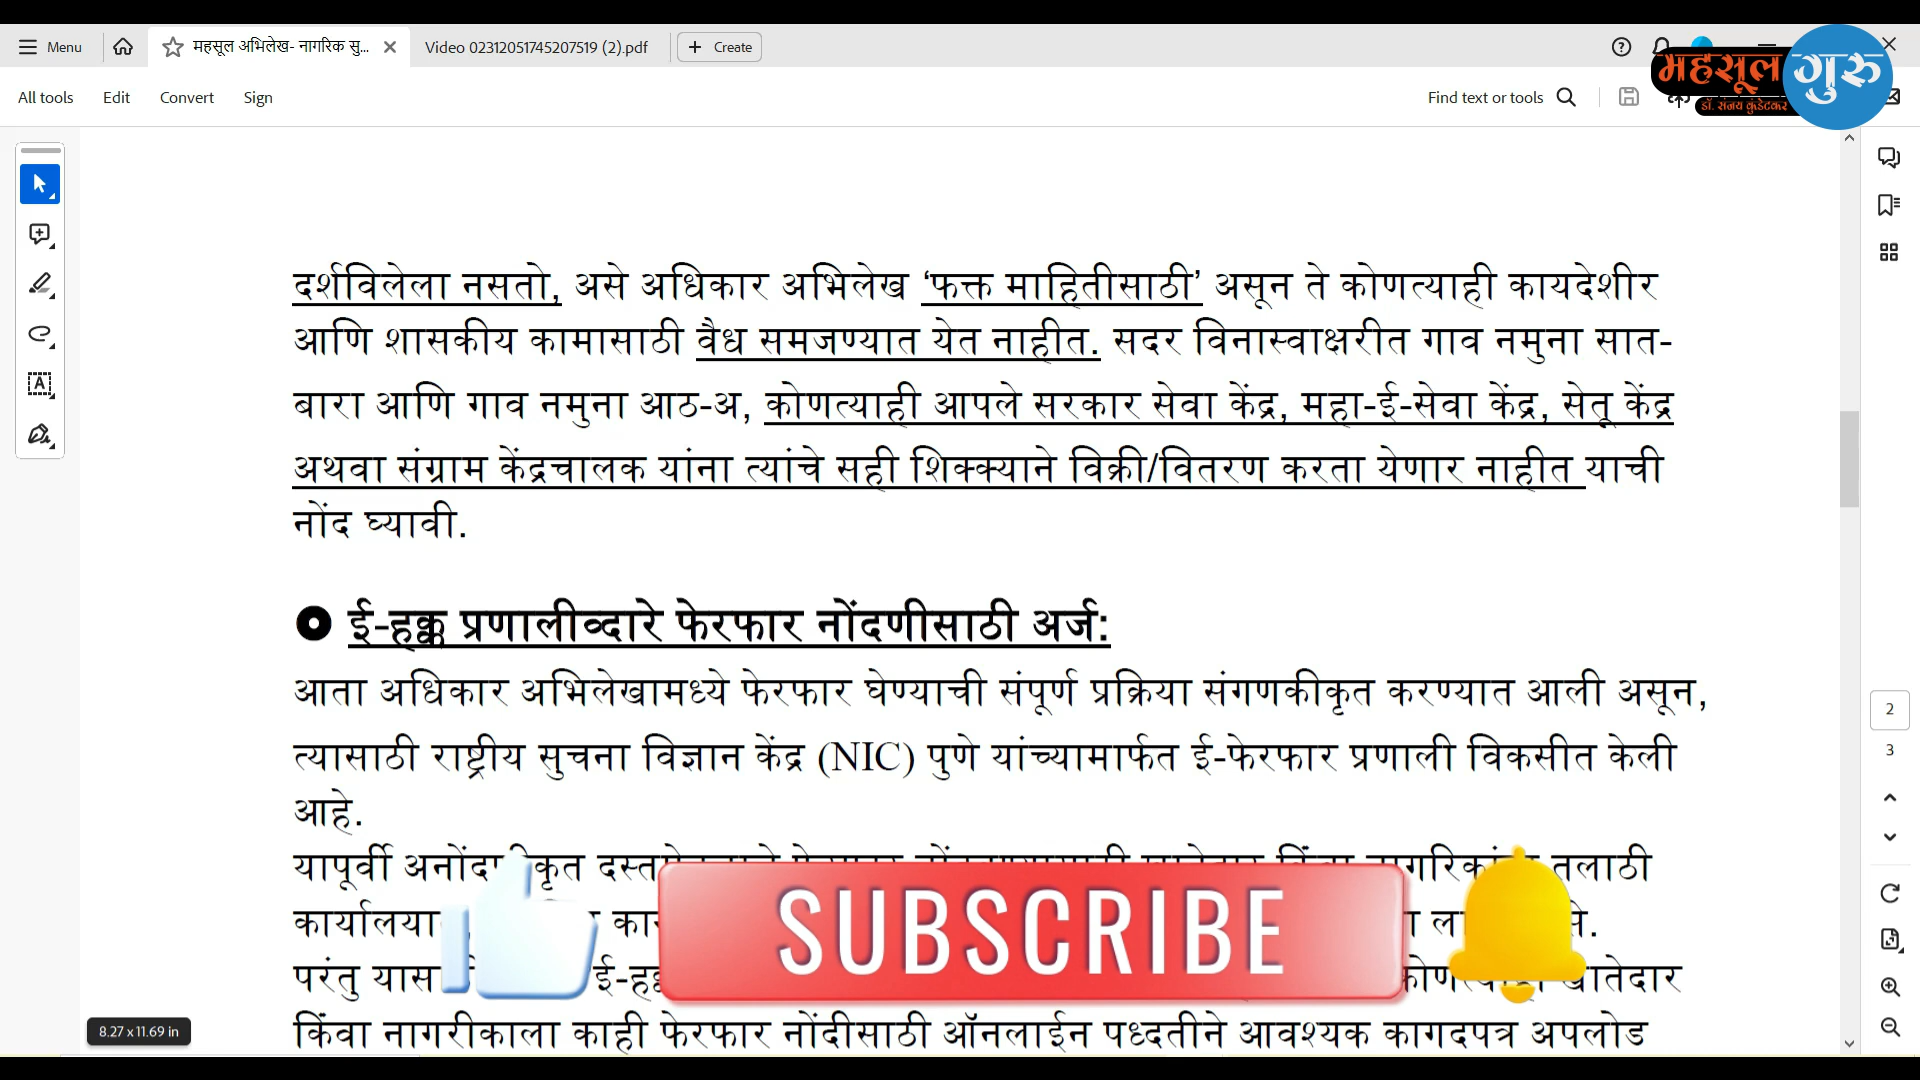 Menu
महसूल अभिलेख- नागरिक सु...
Video 02312051745207519 (2).pdf
Create
महसूल गुरु
डॉ. संजय कुंडेटकर
All tools
Edit
Convert
Sign
Find text or tools
दर्शविलेला नसतो, असे अधिकार अभिलेख ‘फक्त माहितीसाठी’ असून ते कोणत्याही कायदेशीर
आणि शासकीय कामासाठी वैध समजण्यात येत नाहीत. सदर विनास्वाक्षरीत गाव नमुना सात-
बारा आणि गाव नमुना आठ-अ, कोणत्याही आपले सरकार सेवा केंद्र, महा-ई-सेवा केंद्र, सेतू केंद्र
अथवा संग्राम केंद्रचालक यांना त्यांचे सही शिक्क्याने विक्री/वितरण करता येणार नाहीत याची
नोंद घ्यावी.
ई-हक्क प्रणालीव्दारे फेरफार नोंदणीसाठी अर्ज:
आता अधिकार अभिलेखामध्ये फेरफार घेण्याची संपूर्ण प्रक्रिया संगणकीकृत करण्यात आली असून,
त्यासाठी राष्ट्रीय सुचना विज्ञान केंद्र (NIC) पुणे यांच्यामार्फत ई-फेरफार प्रणाली विकसीत केली
आहे.
यापूर्वी तलाठी
परंतु खातेदार
किंवा नागरीकाला काही फेरफार नोंदीसाठी ऑनलाईन पध्दतीने आवश्यक कागदपत्र अपलोड
SUBSCRIBE
8.27 x 11.69 in
2
3